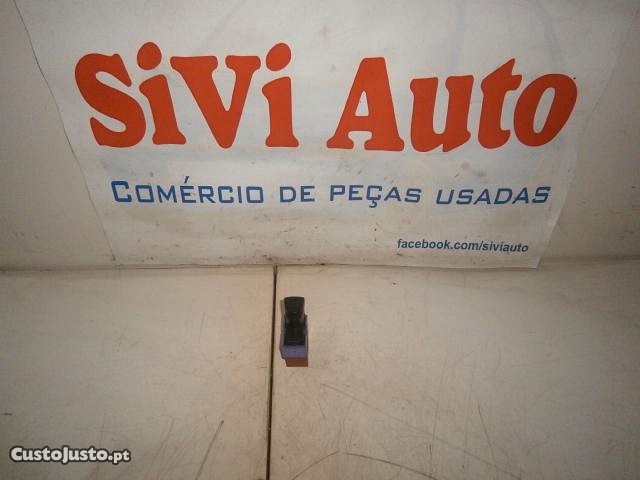 SiVi Auto
COMÉRCIO DE PEÇAS USADAS
facebook.com/siviauto
CustoJusto.pt